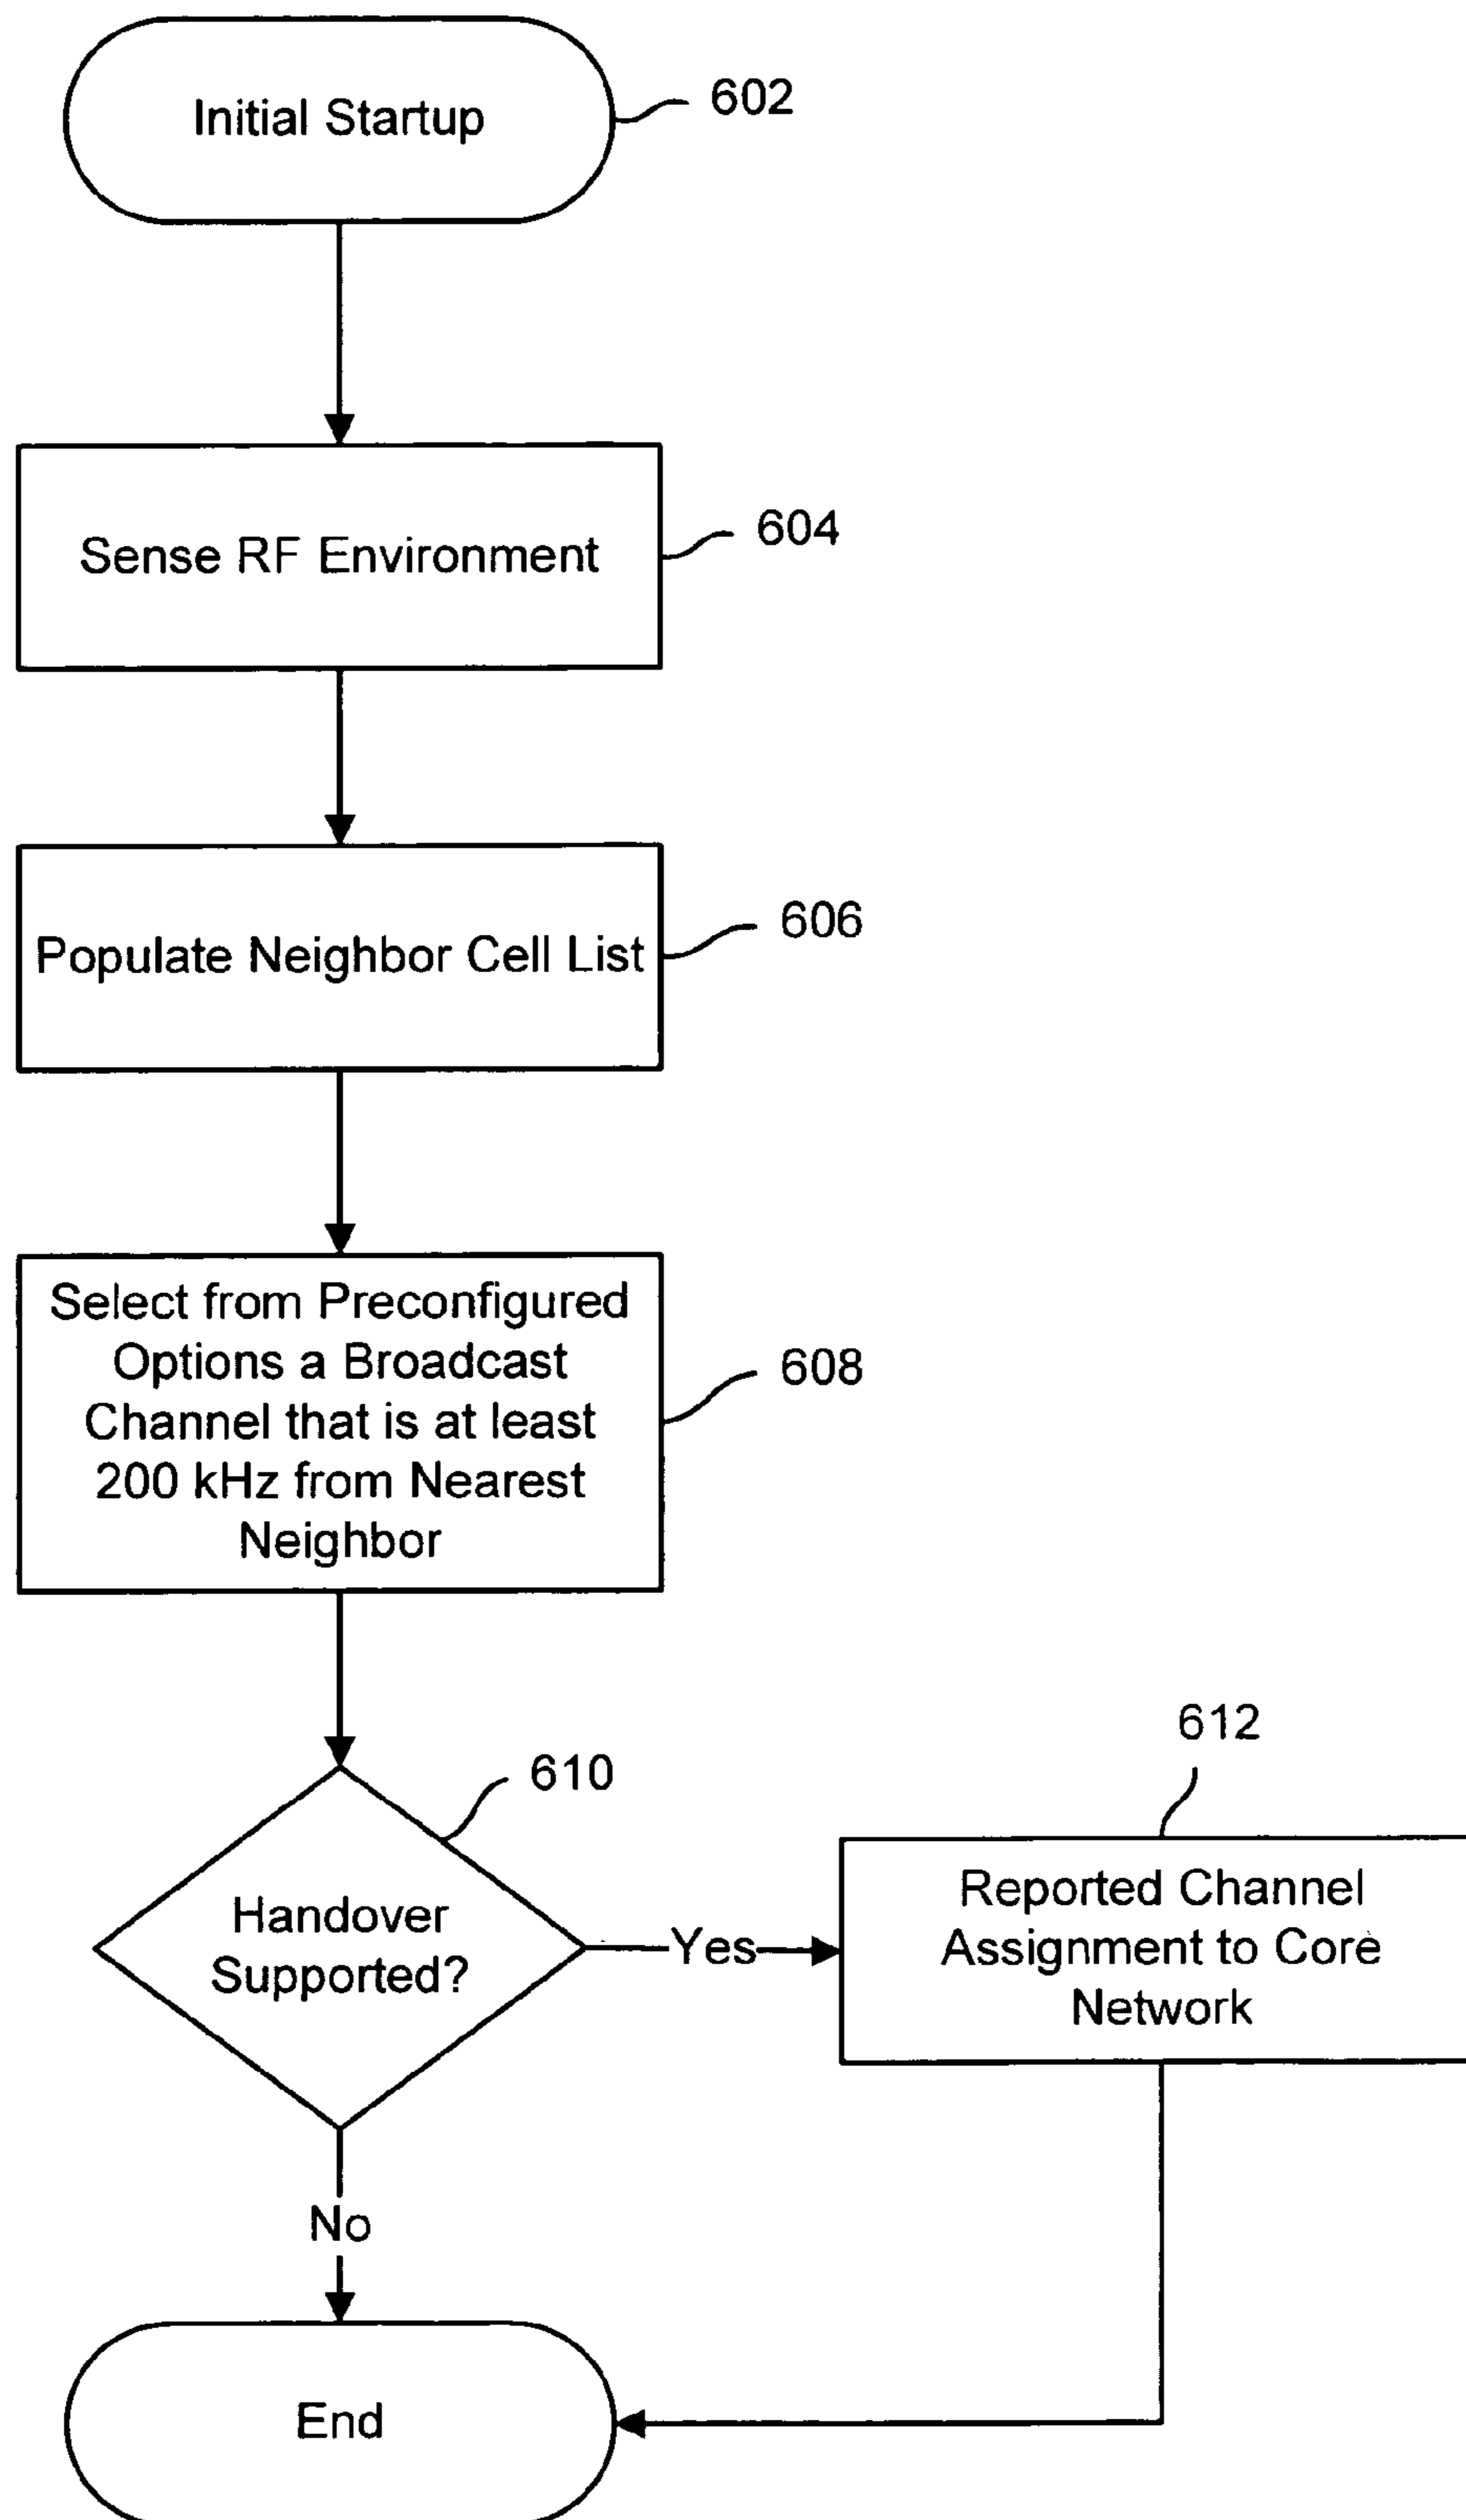 Initial Startup
602
Sense RF Environment
604
Populate Neighbor Cell List
606
Select from Preconfigured
Options a Broadcast
Channel that is at least
200 kHz from Nearest
Neighbor
608
Handover
Supported?
610
Yes
612
Reported Channel
Assignment to Core
Network
No
End